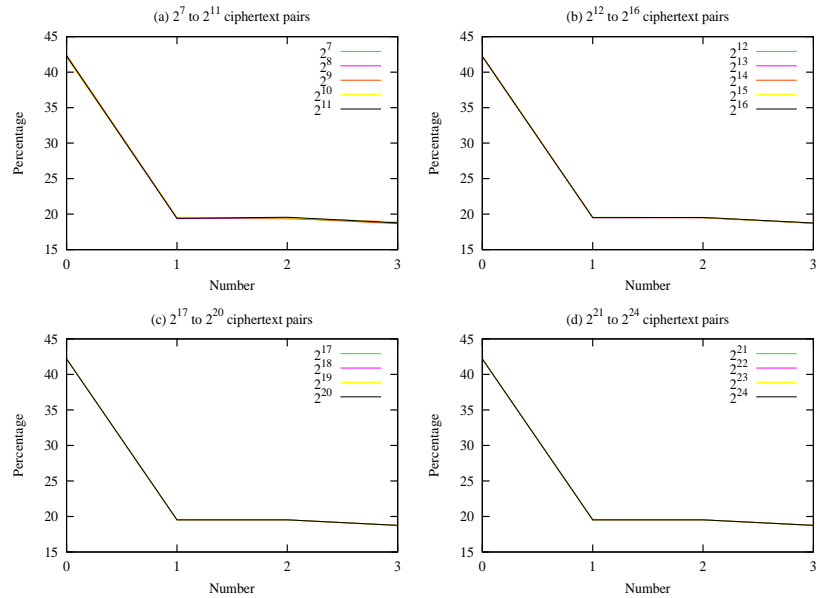 (a) 2^7 to 2^11 ciphertext pairs
45
40
35
30
25
20
15
Percentage
0 1 2 3
Number
2^7
2^8
2^9
2^10
2^11
(b) 2^12 to 2^16 ciphertext pairs
45
40
35
30
25
20
15
Percentage
0 1 2 3
Number
2^12
2^13
2^14
2^15
2^16
(c) 2^17 to 2^20 ciphertext pairs
45
40
35
30
25
20
15
Percentage
0 1 2 3
Number
2^17
2^18
2^19
2^20
(d) 2^21 to 2^24 ciphertext pairs
45
40
35
30
25
20
15
Percentage
0 1 2 3
Number
2^21
2^22
2^23
2^24